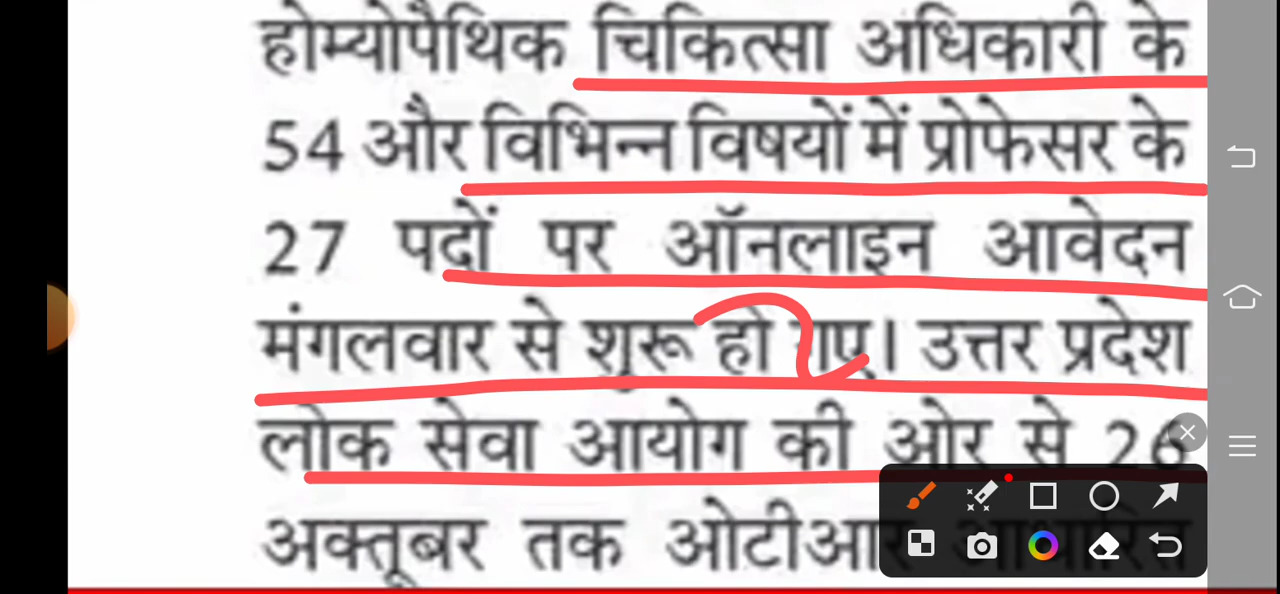 होम्योपैथिक चिकित्सा अधिकारी के
54 और विभिन्न विषयों में प्रोफेसर के
27 पदों पर ऑनलाइन आवेदन
मंगलवार से शुरू हो गए। उत्तर प्रदेश
लोक सेवा आयोग की ओर से 26
अक्तूबर तक ओटीआर आधारित